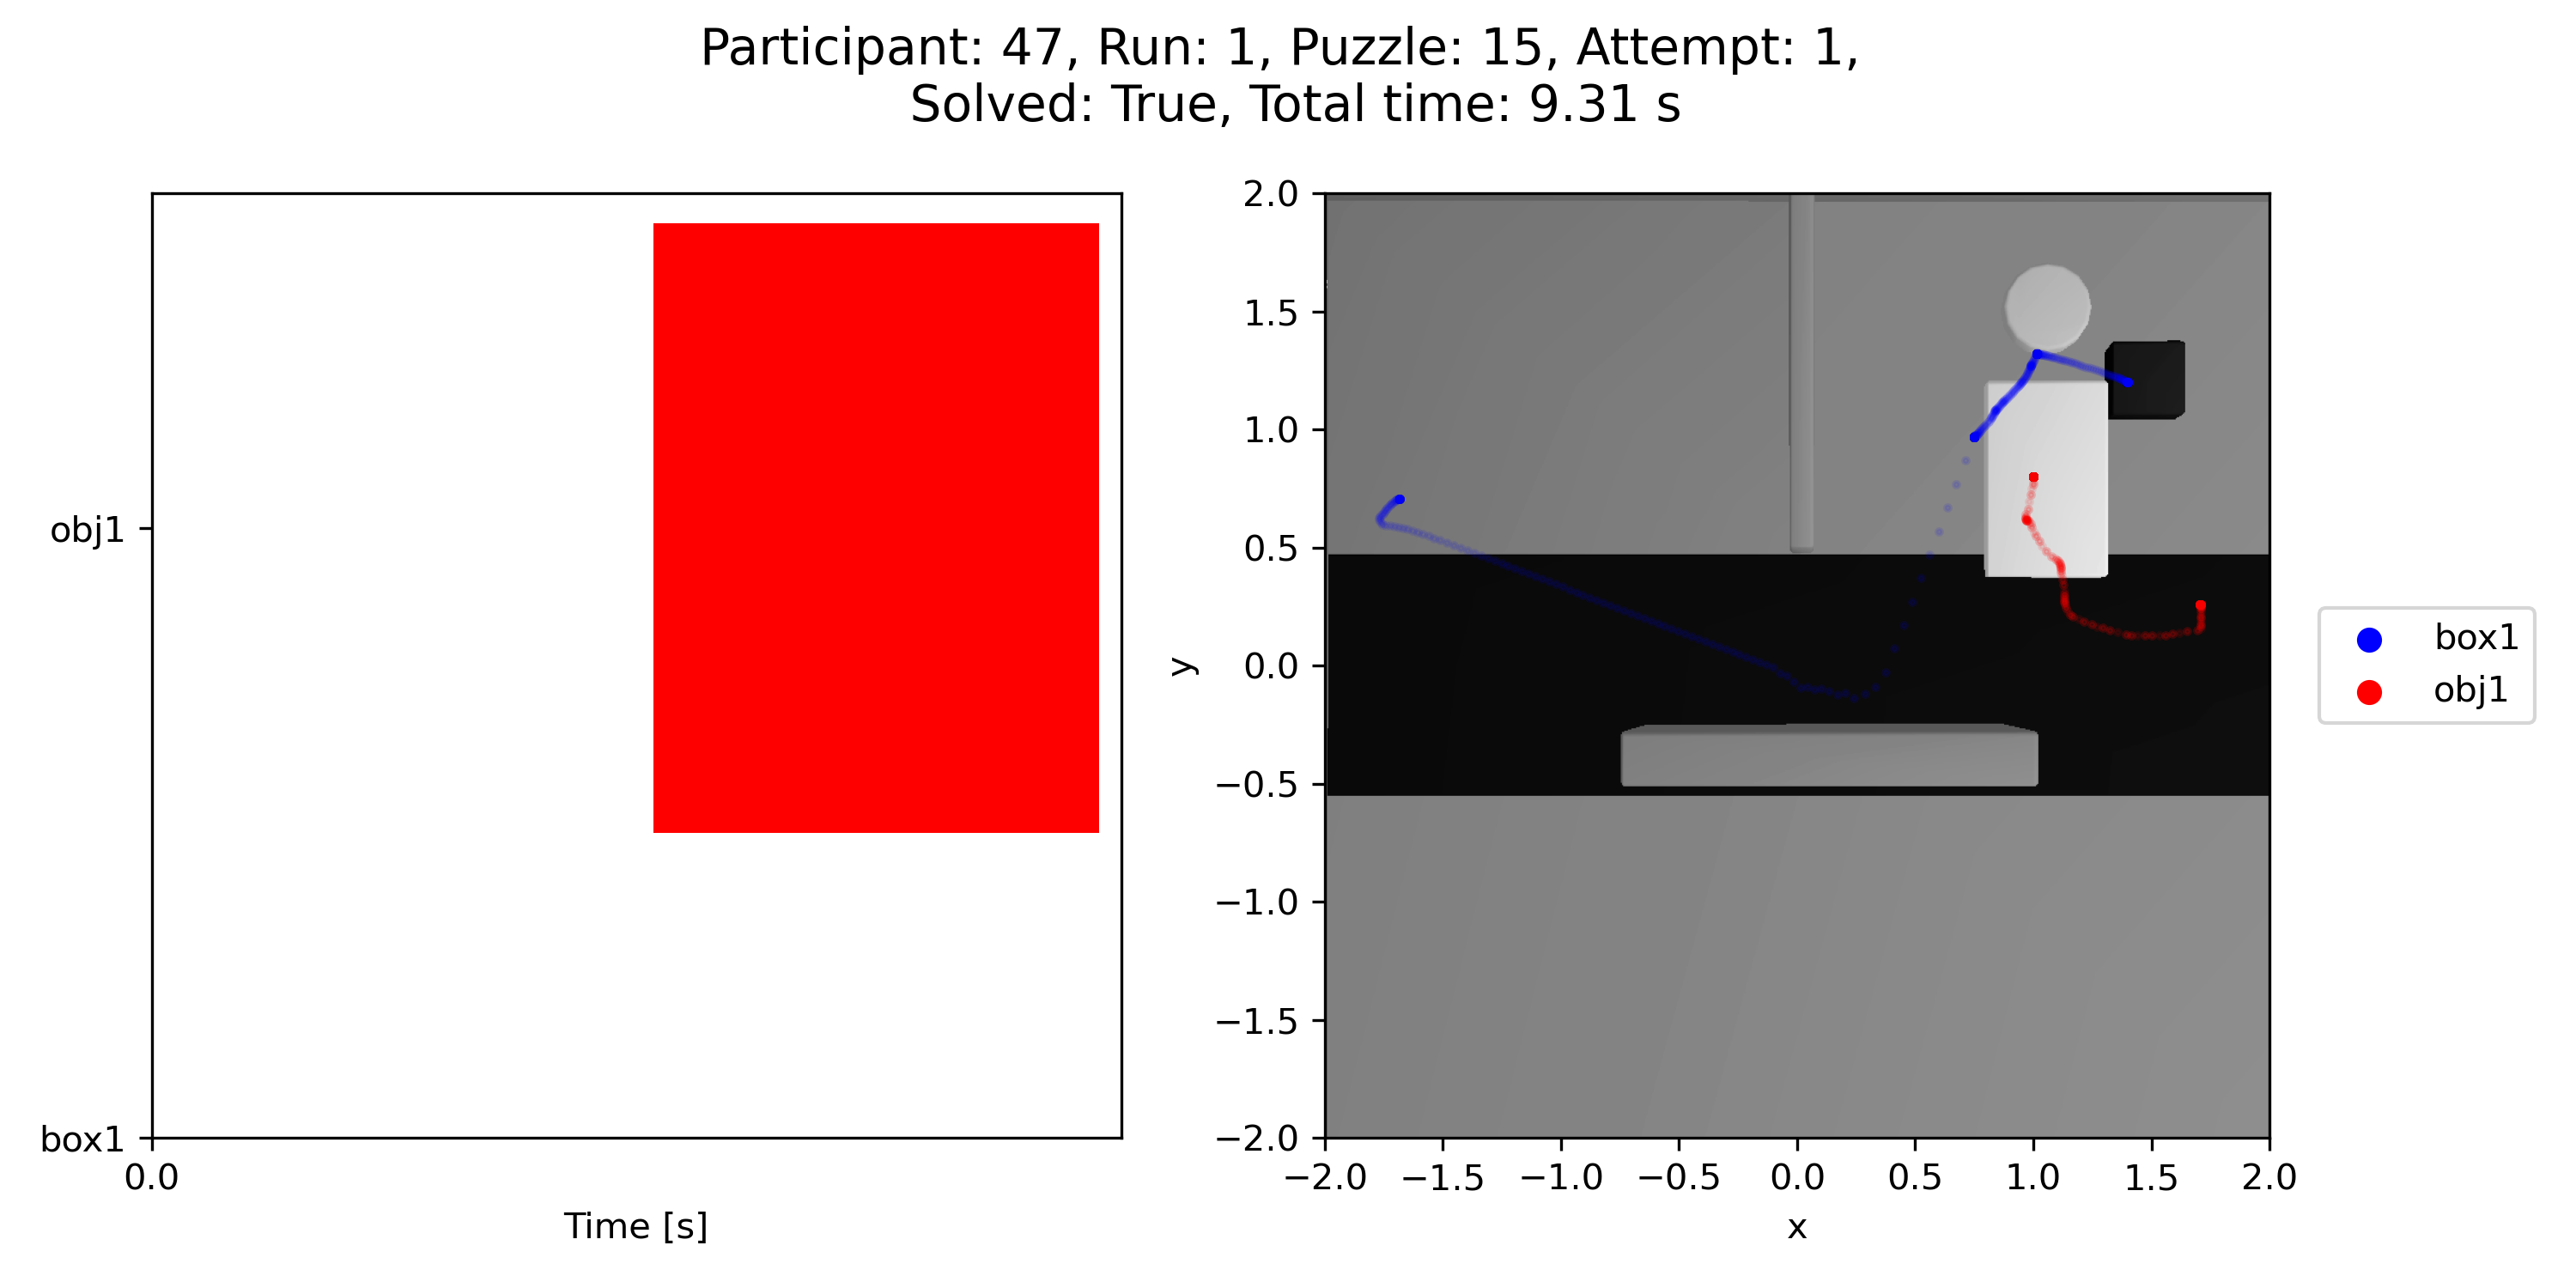 Participant: 47, Run: 1, Puzzle: 15, Attempt: 1,
Solved: True, Total time: 9.31 s
obj1
box1
0.0
Time [s]
2.0
1.5
1.0
0.5
0.0
−0.5
−1.0
−1.5
−2.0
y
−2.0 −1.5 −1.0 −0.5 0.0 0.5 1.0 1.5 2.0
x
box1
obj1